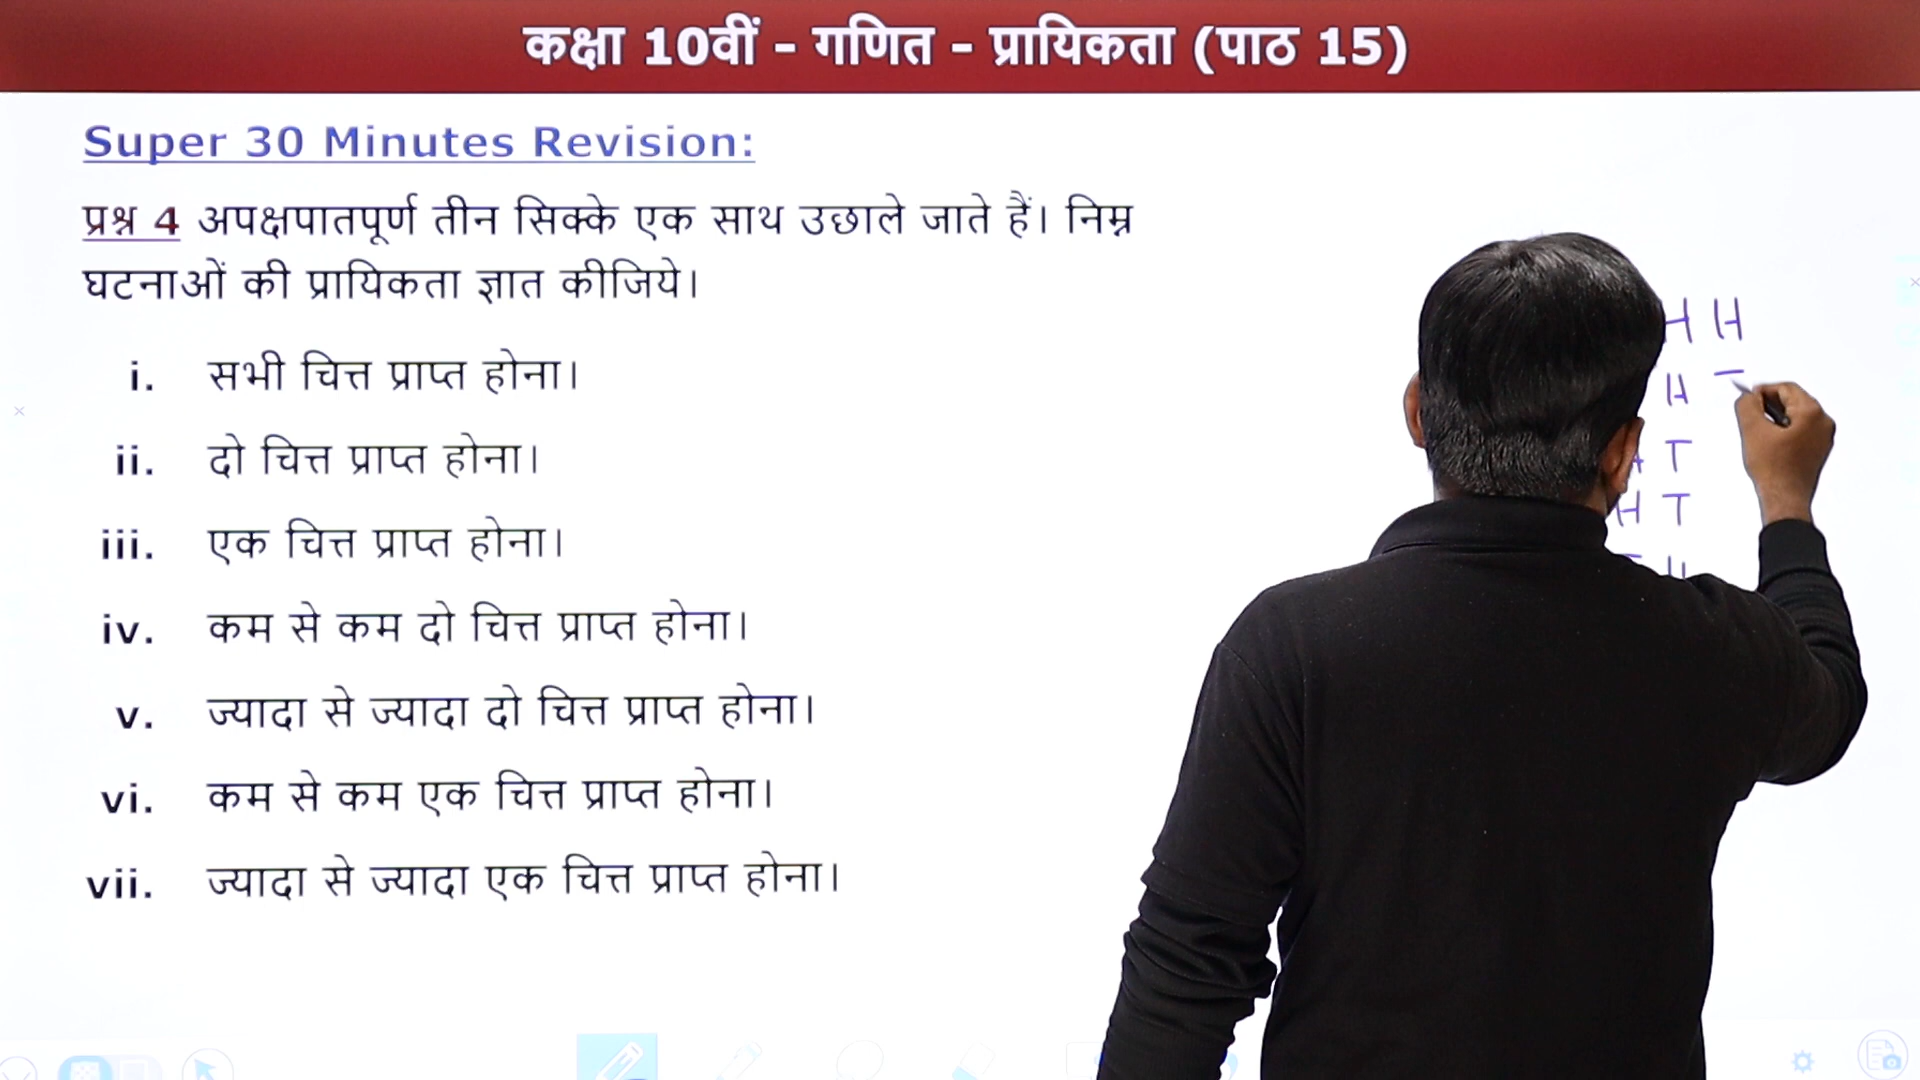 कक्षा 10वीं - गणित - प्रायिकता (पाठ 15)
Super 30 Minutes Revision:
प्रश्न 4 अपक्षपातपूर्ण तीन सिक्के एक साथ उछाले जाते हैं। निम्न
घटनाओं की प्रायिकता ज्ञात कीजिये।
i. सभी चित्त प्राप्त होना।
ii. दो चित्त प्राप्त होना।
iii. एक चित्त प्राप्त होना।
iv. कम से कम दो चित्त प्राप्त होना।
v. ज्यादा से ज्यादा दो चित्त प्राप्त होना।
vi. कम से कम एक चित्त प्राप्त होना।
vii. ज्यादा से ज्यादा एक चित्त प्राप्त होना।
H H
H
T
H T